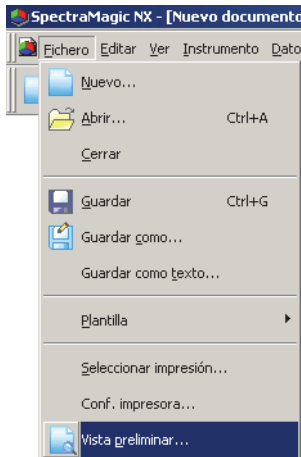 SpectraMagic NX - [Nuevo documento
Fichero Editar Ver Instrumento Dato
Nuevo...
Abrir... Ctrl+A
Cerrar
Guardar Ctrl+G
Guardar como...
Guardar como texto...
Plantilla
Seleccionar impresión...
Conf. impresora...
Vista preliminar...